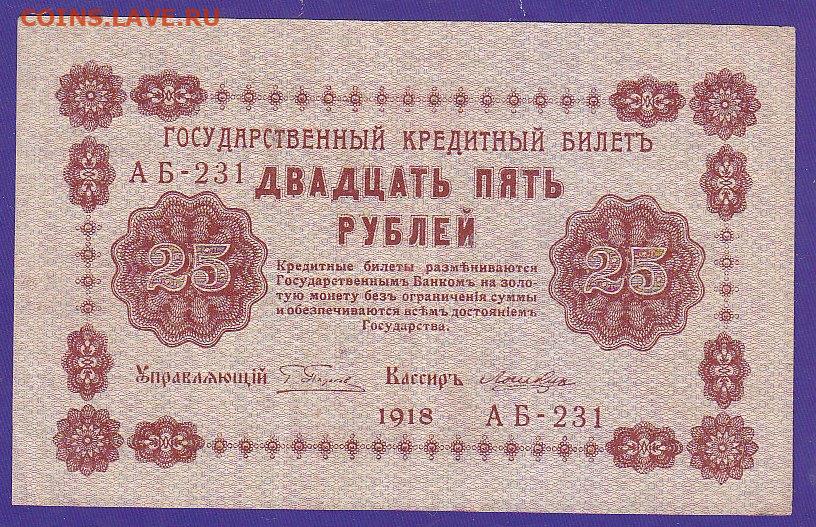 COINS.LAVE.RU
ГОСУДАРСТВЕННЫЙ КРЕДИТНЫЙ БИЛЕТЪ
АБ-231 ДВАДЦАТЬ ПЯТЬ
РУБЛЕЙ
25
25
Кредитные билеты размѣниваются
Государственнымъ Банкомъ на золо-
тую монету безъ ограниченія суммы
и обезпечиваются всѣмъ достояніемъ
Государства.
Управляющій
Кассиръ
1918 АБ-231